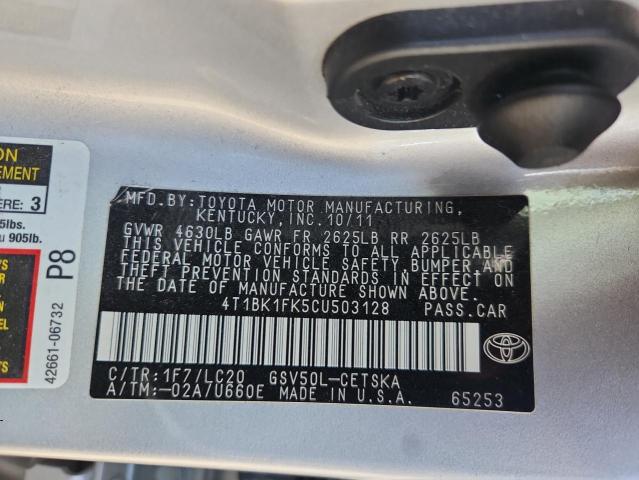 ON
EMENT
ERE: 3
5lbs.
u 905lb.
P8
42661-06732
MFD.BY:TOYOTA MOTOR MANUFACTURING,
KENTUCKY, INC. 10/11
GVWR 4630LB GAWR FR 2625LB RR 2625LB
THIS VEHICLE CONFORMS TO ALL APPLICABLE
FEDERAL MOTOR VEHICLE SAFETY, BUMPER, AND
THEFT PREVENTION STANDARDS IN EFFECT ON
THE DATE OF MANUFACTURE SHOWN ABOVE.
4T1BK1FK5CU503128 PASS.CAR
C/TR:1F7/LC20 GSV50L-CETSKA
A/TM:-02A/U660E MADE IN U.S.A. 65253
TOYOTA